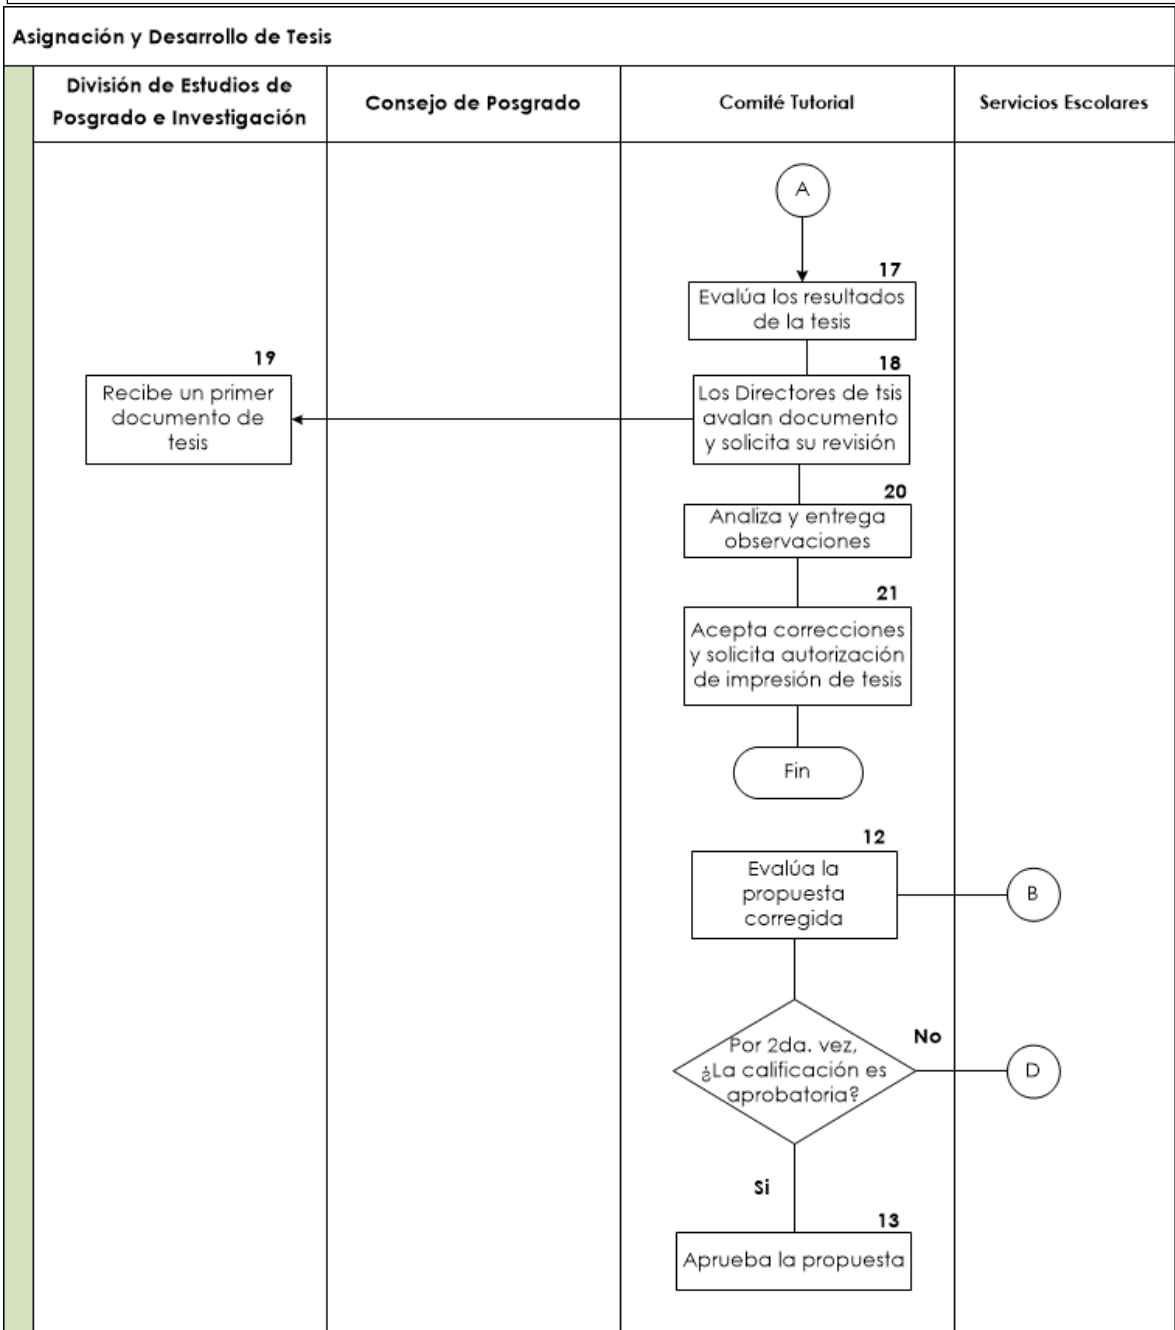 Asignación y Desarrollo de Tesis
División de Estudios de
Posgrado e Investigación
Consejo de Posgrado
Comité Tutorial
Servicios Escolares
A
17
Evalúa los resultados
de la tesis
19
Recibe un primer
documento de
tesis
18
Los Directores de tsis
avalan documento
y solicita su revisión
20
Analiza y entrega
observaciones
21
Acepta correcciones
y solicita autorización
de impresión de tesis
Fin
12
Evalúa la
propuesta
corregida
B
Por 2da. vez,
¿La calificación es
aprobatoria?
No
D
Si
13
Aprueba la propuesta